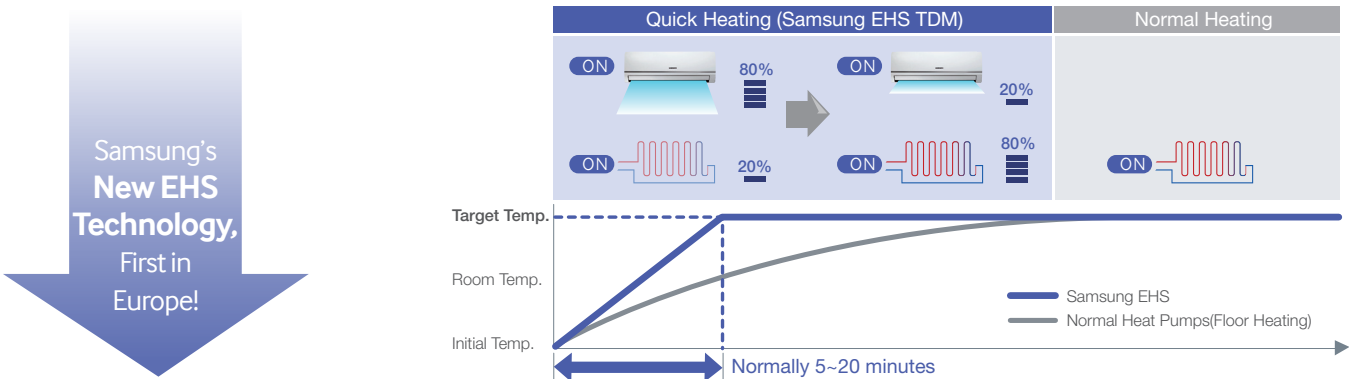 Samsung's
New EHS
Technology,
First in
Europe!
Quick Heating (Samsung EHS TDM)
Normal Heating
ON
80%
ON
20%
ON
20%
ON
80%
ON
Target Temp.
Room Temp.
Initial Temp.
Samsung EHS
Normal Heat Pumps(Floor Heating)
Normally 5~20 minutes